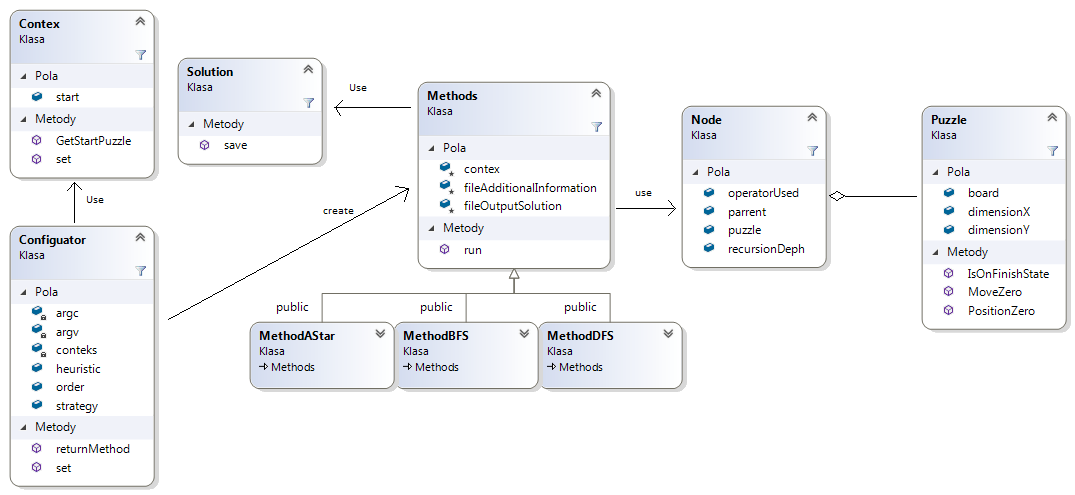 Contex
Klasa
Pola
start
Metody
GetStartPuzzle
set
Use
Configuator
Klasa
Pola
argc
argv
conteks
heuristic
order
strategy
Metody
returnMethod
set
Solution
Klasa
Metody
save
Use
create
Methods
Klasa
Pola
contex
fileAdditionalInformation
fileOutputSolution
Metody
run
public
public
public
MethodAStar
Klasa
Methods
MethodBFS
Klasa
Methods
MethodDFS
Klasa
Methods
use
Node
Klasa
Pola
operatorUsed
parrent
puzzle
recursionDeph
Puzzle
Klasa
Pola
board
dimensionX
dimensionY
Metody
IsOnFinishState
MoveZero
PositionZero